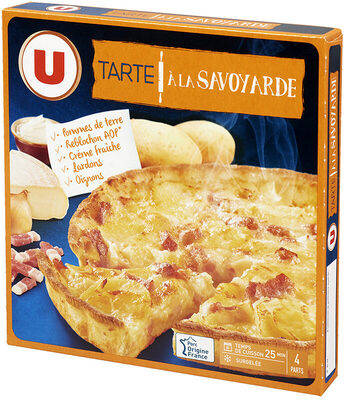 U
TARTE À LA SAVOYARDE
Pommes de terre
Reblochon AOP*
Crème fraîche
Lardons
Oignons
Porc
Origine
France
TEMPS
DE CUISSON 25 MIN
SURGELÉE
4
PARTS
U TARTE À LA SAVOYARDE